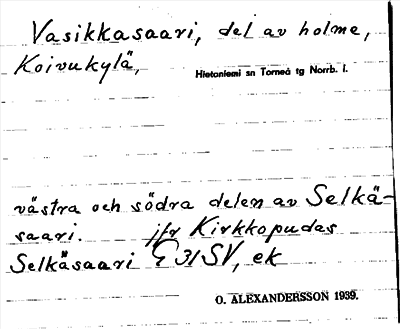 Vasikkasaari, del av holme,
Koivukylä,
Hietaniemi sn Torneå tg Norrb. l.
västra och södra delen av Selkä-
saari. jfr Kirkkopudas
Selkäsaari E 31 SV, ek
O. ALEXANDERSSON 1939.